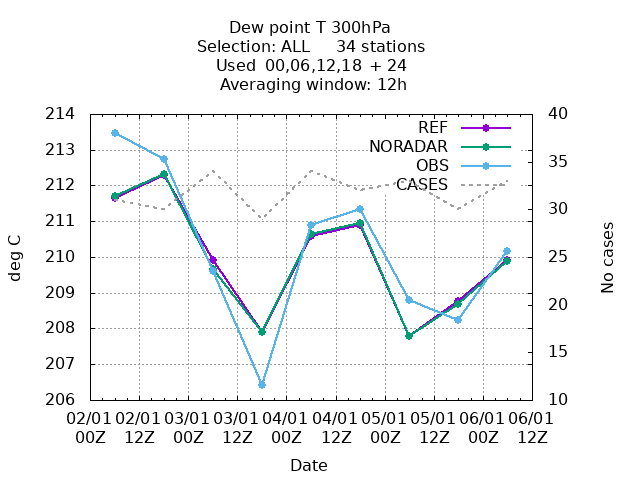 Dew point T 300hPa
Selection: ALL 34 stations
Used 00,06,12,18 + 24
Averaging window: 12h
214
213
212
211
210
209
208
207
206
deg C
40
35
30
25
20
15
10
No cases
REF
NORADAR
OBS
CASES
02/01 02/01 03/01 03/01 04/01 04/01 05/01 05/01 06/01 06/01
00Z 12Z 00Z 12Z 00Z 12Z 00Z 12Z 00Z 12Z
Date